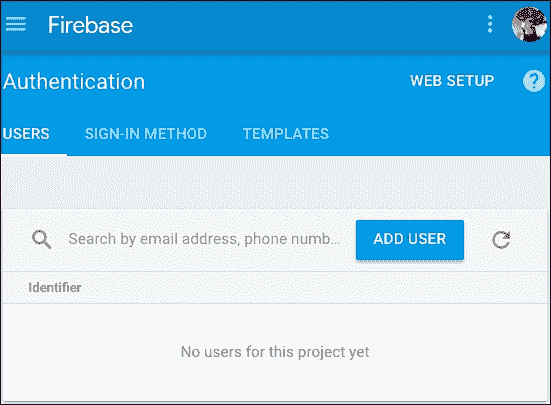 Firebase
Authentication WEB SETUP ?
USERS SIGN-IN METHOD TEMPLATES
Search by email address, phone numb... ADD USER
Identifier
No users for this project yet